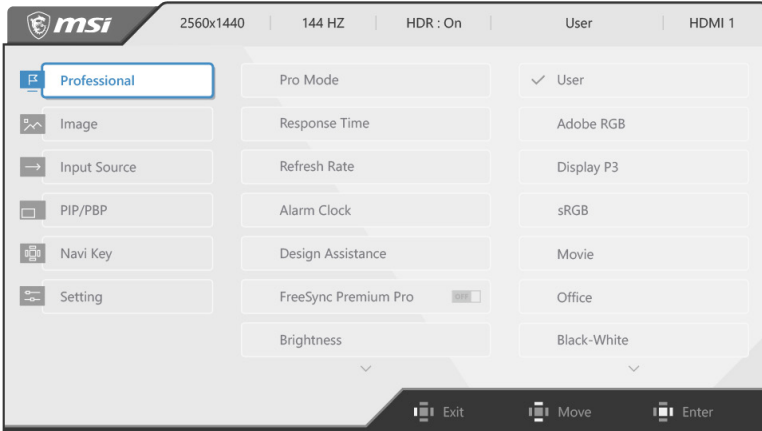 msi 2560x1440 144 HZ HDR : On User HDMI 1
Professional Pro Mode User
Image Response Time Adobe RGB
Input Source Refresh Rate Display P3
PIP/PBP Alarm Clock sRGB
Navi Key Design Assistance Movie
Setting FreeSync Premium Pro OFF Office
Brightness Black-White
Exit Move Enter